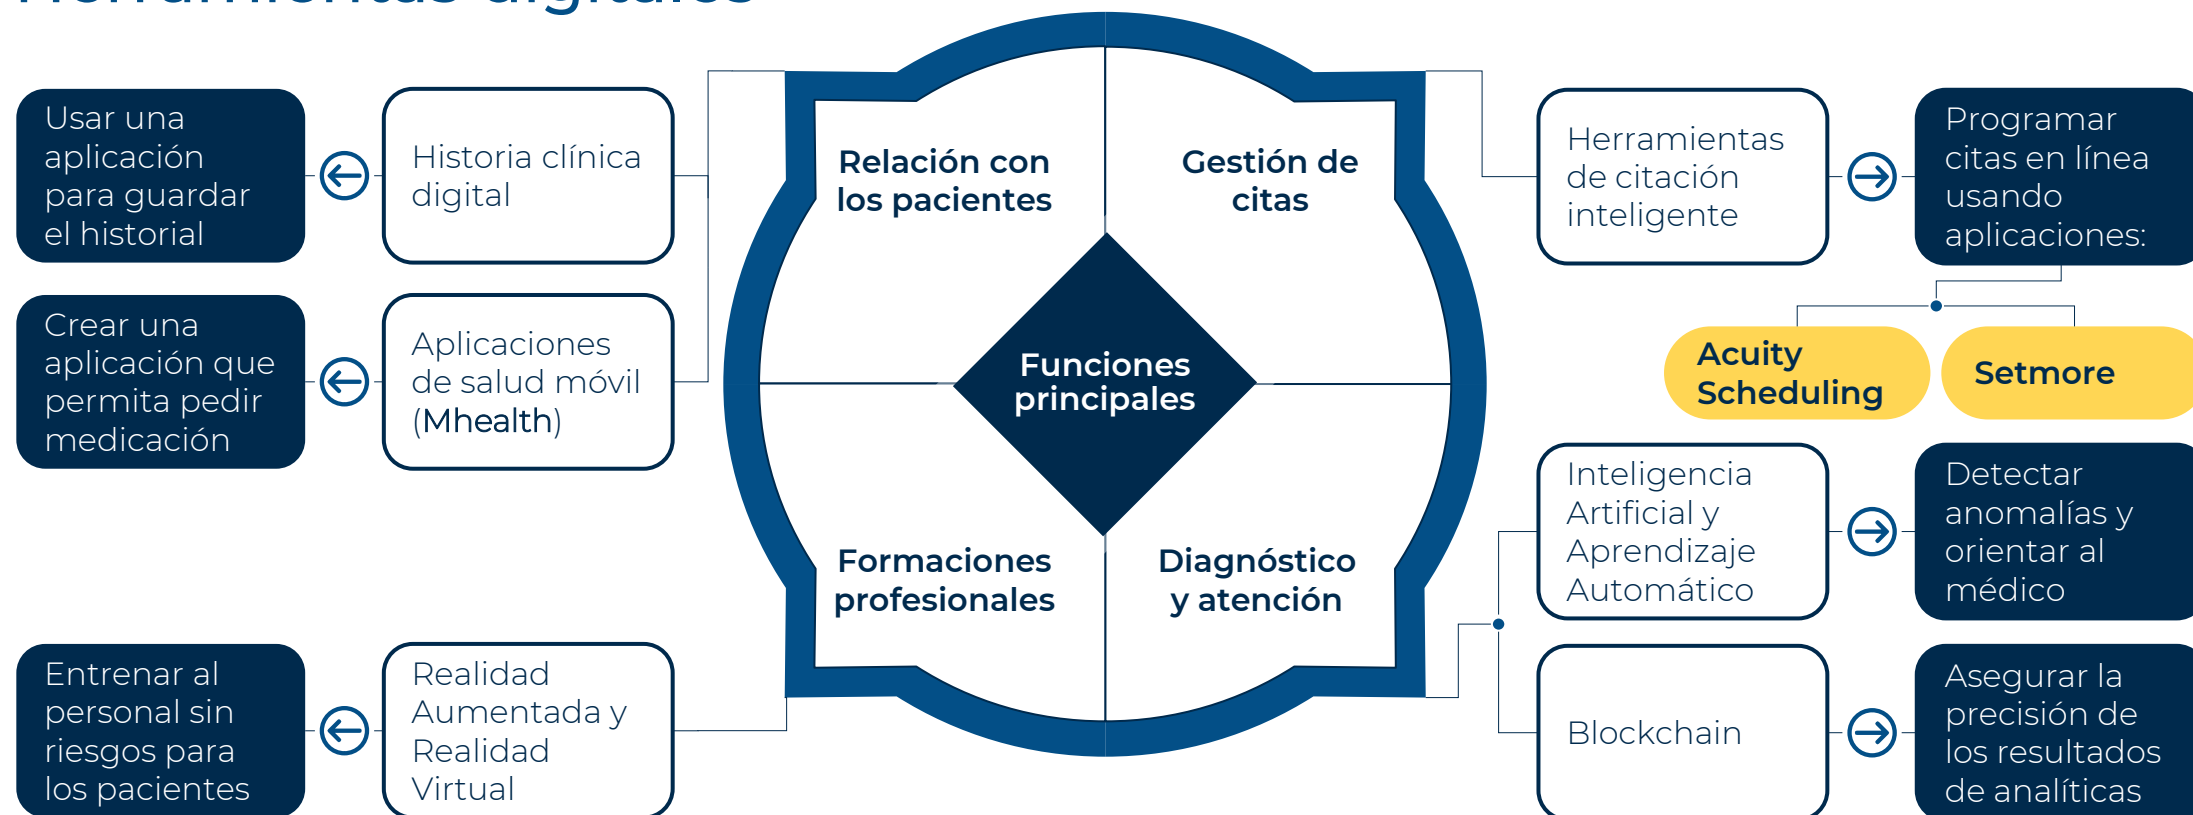 Herramientas digitales
Usar una
aplicación
para guardar
el historial
Historia clínica
digital
Crear una
aplicación que
permita pedir
medicación
Aplicaciones
de salud móvil
(Mhealth)
Entrenar al
personal sin
riesgos para
los pacientes
Realidad
Aumentada y
Realidad
Virtual
Relación con
los pacientes
Gestión de
citas
Funciones
principales
Formaciones
profesionales
Diagnóstico
y atención
Herramientas
de citación
inteligente
Programar
citas en línea
usando
aplicaciones:
Acuity
Scheduling
Setmore
Inteligencia
Artificial y
Aprendizaje
Automático
Detectar
anomalías y
orientar al
médico
Blockchain
Asegurar la
precisión de
los resultados
de analíticas